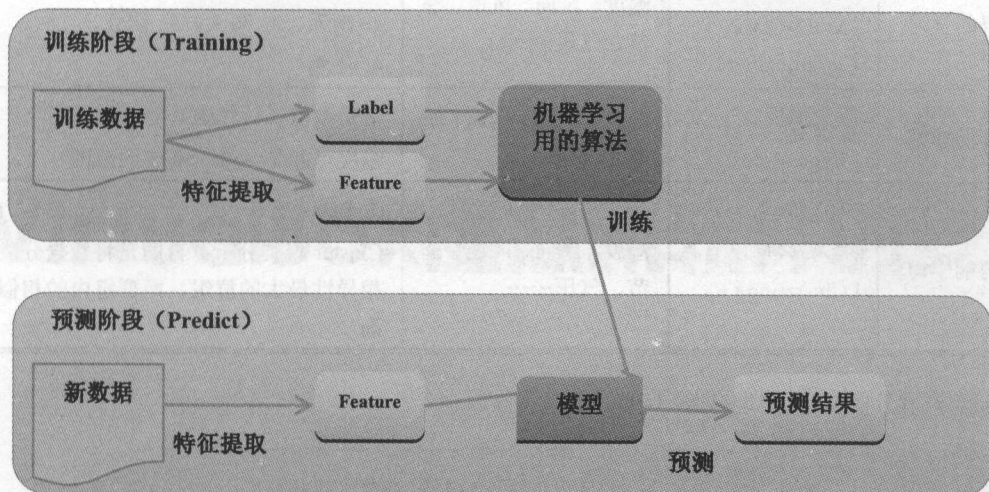 训练阶段（Training）
训练数据
Label
Feature
特征提取
机器学习
用的算法
训练
预测阶段（Predict）
新数据
特征提取
Feature
模型
预测
预测结果